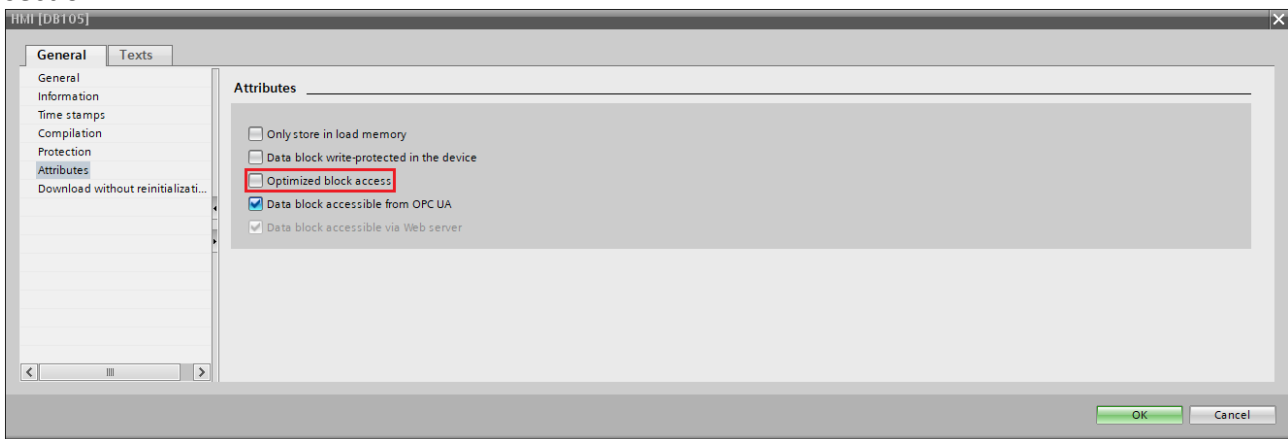 HMI [DB105]
General Texts
General
Information
Time stamps
Compilation
Protection
Attributes
Download without reinitializati...
Attributes
Only store in load memory
Data block write-protected in the device
Optimized block access
Data block accessible from OPC UA
Data block accessible via Web server
OK Cancel